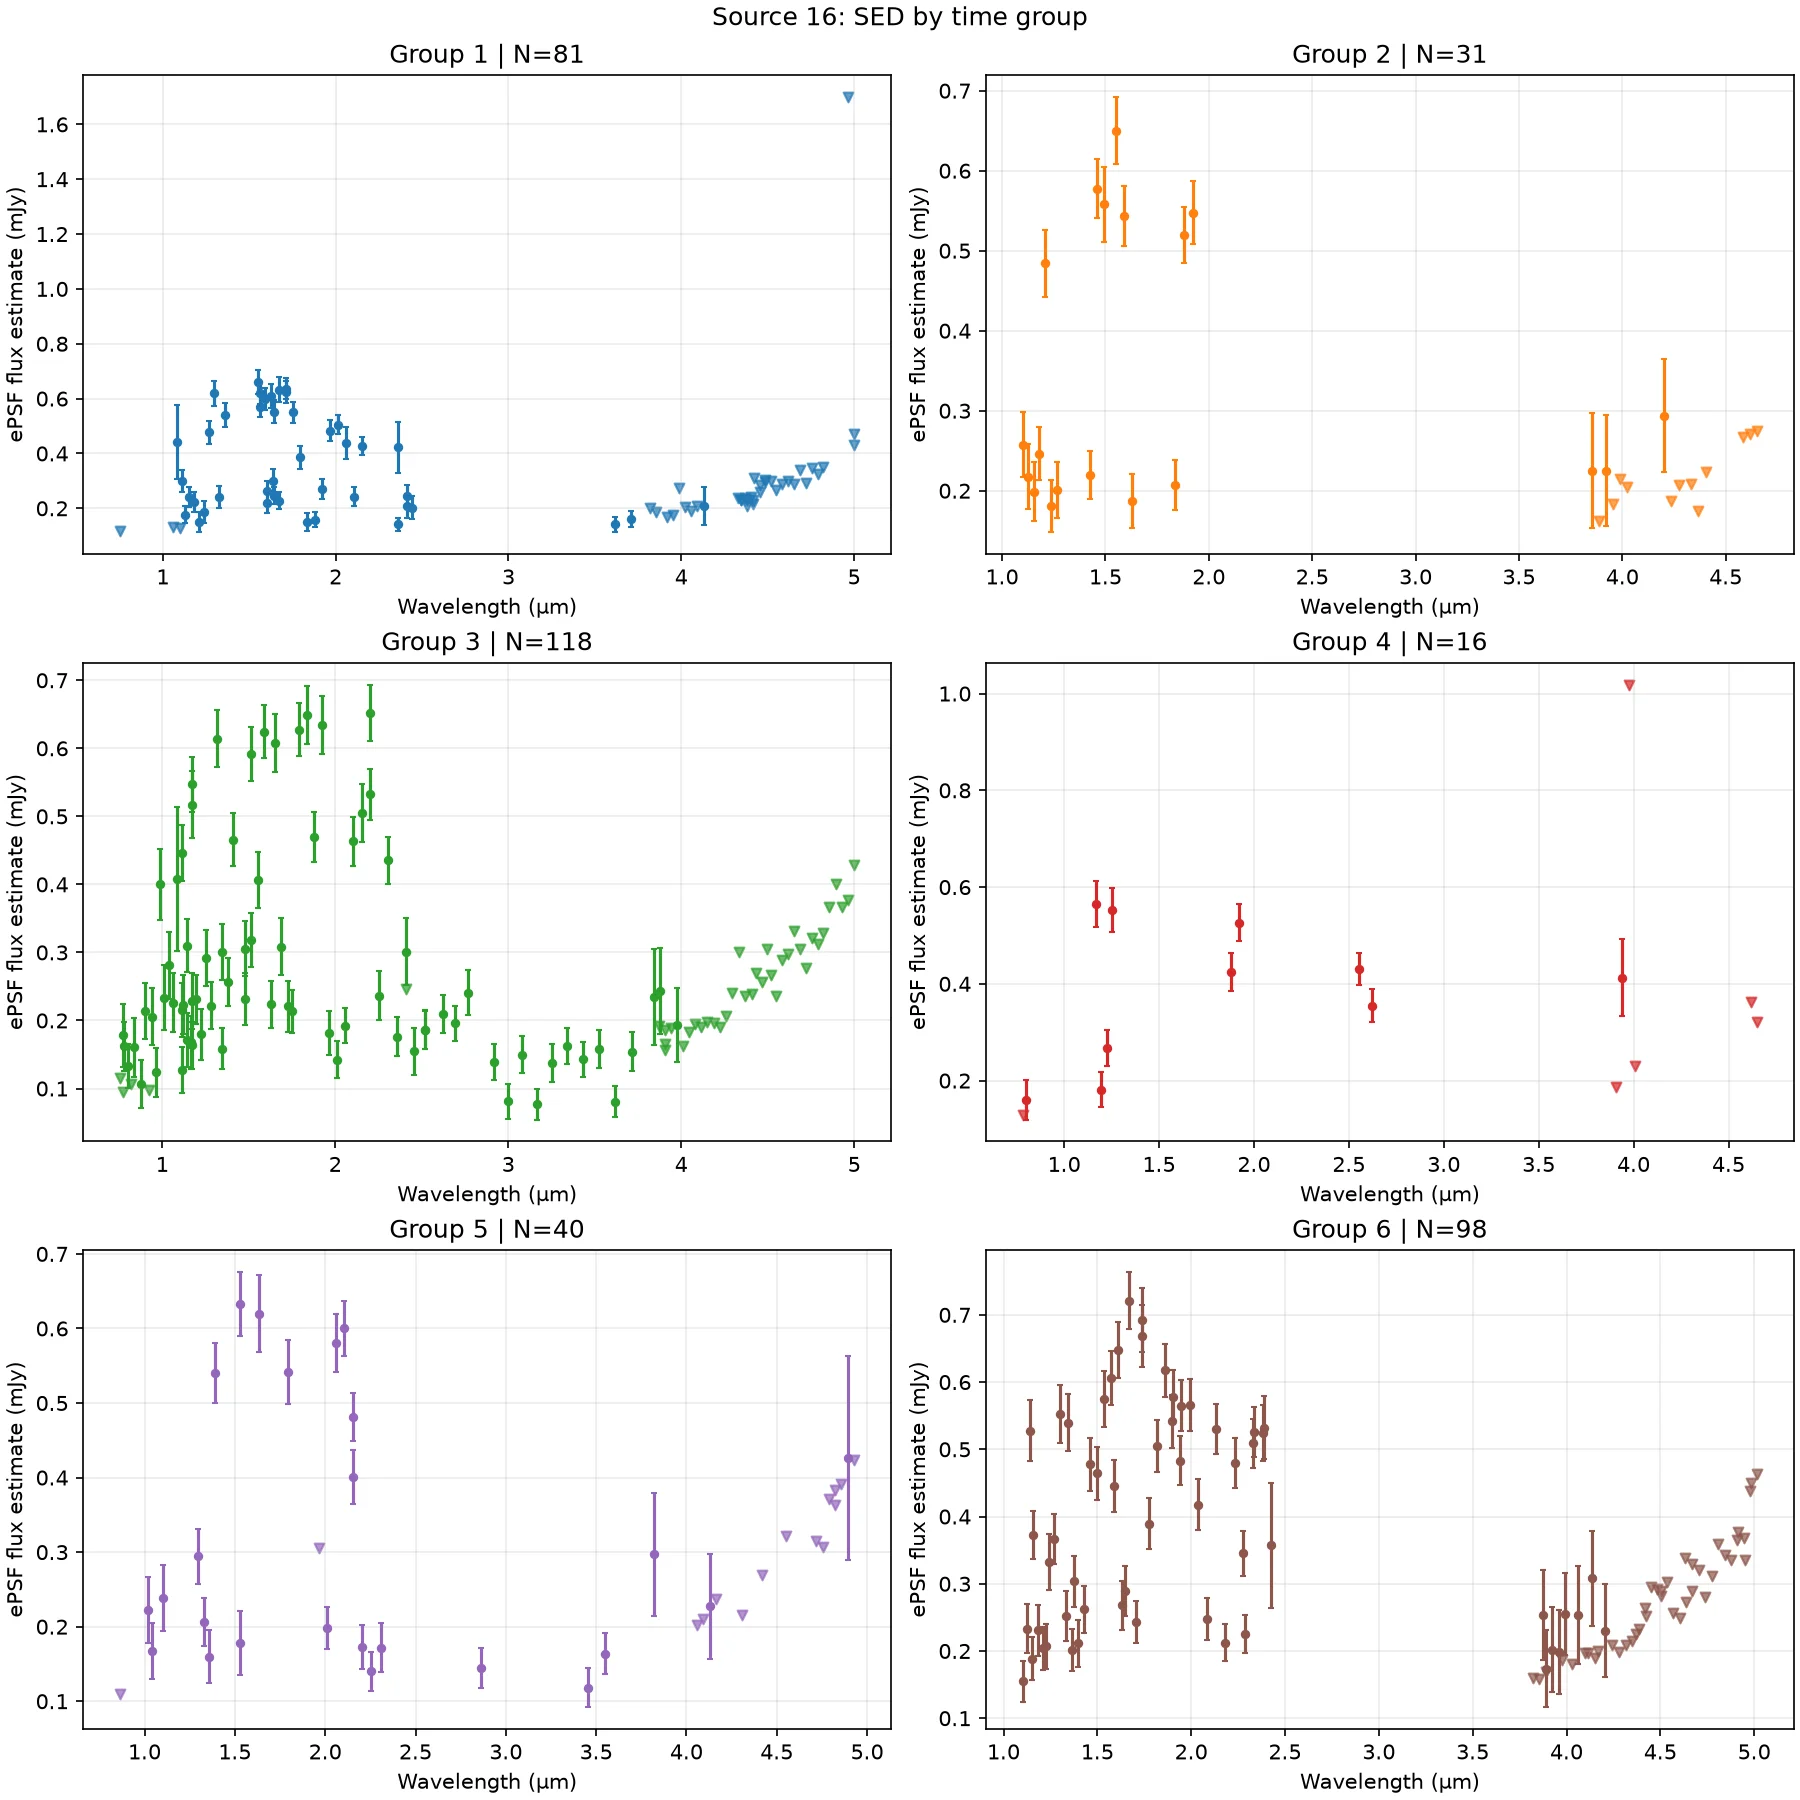 Source 16: SED by time group
Group 1 | N=81
ePSF flux estimate (mJy)
1.6
1.4
1.2
1.0
0.8
0.6
0.4
0.2
1 2 3 4 5
Wavelength (µm)
Group 2 | N=31
ePSF flux estimate (mJy)
0.7
0.6
0.5
0.4
0.3
0.2
1.0 1.5 2.0 2.5 3.0 3.5 4.0 4.5
Wavelength (µm)
Group 3 | N=118
ePSF flux estimate (mJy)
0.7
0.6
0.5
0.4
0.3
0.2
0.1
1 2 3 4 5
Wavelength (µm)
Group 4 | N=16
ePSF flux estimate (mJy)
1.0
0.8
0.6
0.4
0.2
1.0 1.5 2.0 2.5 3.0 3.5 4.0 4.5
Wavelength (µm)
Group 5 | N=40
ePSF flux estimate (mJy)
0.7
0.6
0.5
0.4
0.3
0.2
0.1
1.0 1.5 2.0 2.5 3.0 3.5 4.0 4.5 5.0
Wavelength (µm)
Group 6 | N=98
ePSF flux estimate (mJy)
0.7
0.6
0.5
0.4
0.3
0.2
0.1
1.0 1.5 2.0 2.5 3.0 3.5 4.0 4.5 5.0
Wavelength (µm)